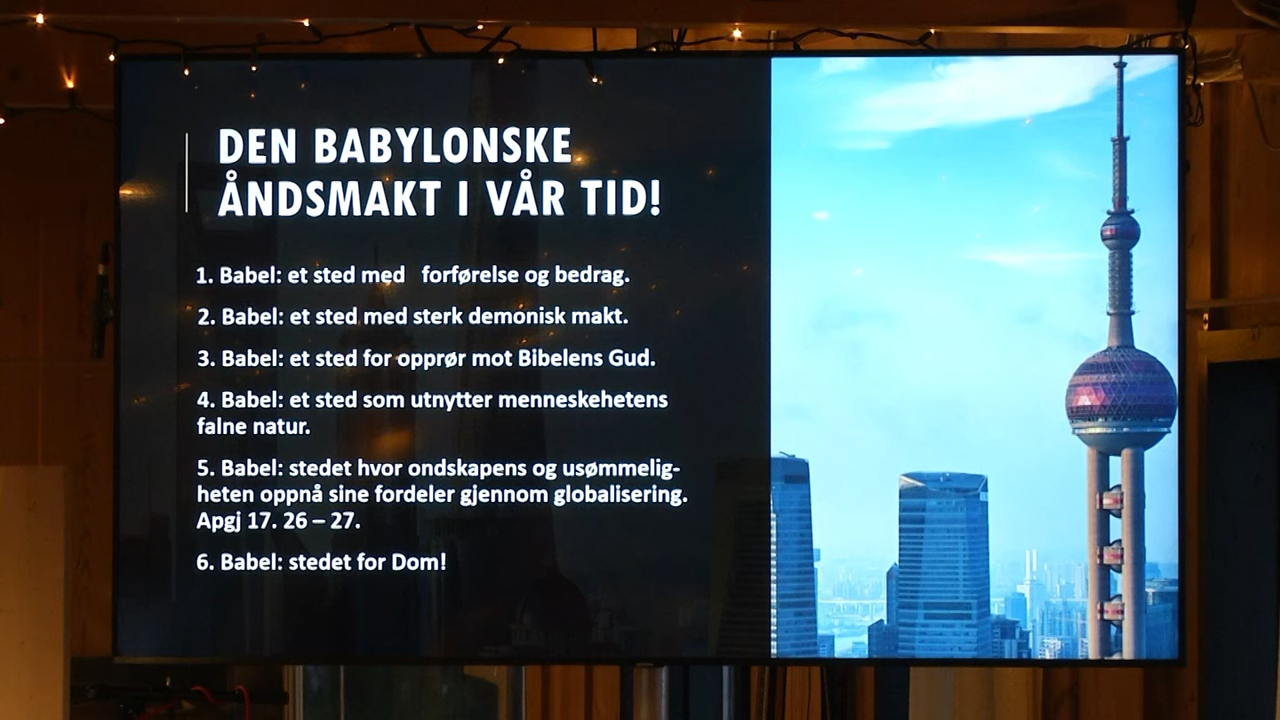 DEN BABYLONSKE
ÅNDSMAKT I VÅR TID!
1. Babel: et sted med forførelse og bedrag.
2. Babel: et sted med sterk demonisk makt.
3. Babel: et sted for opprør mot Bibelens Gud.
4. Babel: et sted som utnytter menneskehetens
falne natur.
5. Babel: stedet hvor ondskapens og usømmelig-
heten oppnå sine fordeler gjennom globalisering.
Apgj 17. 26 – 27.
6. Babel: stedet for Dom!